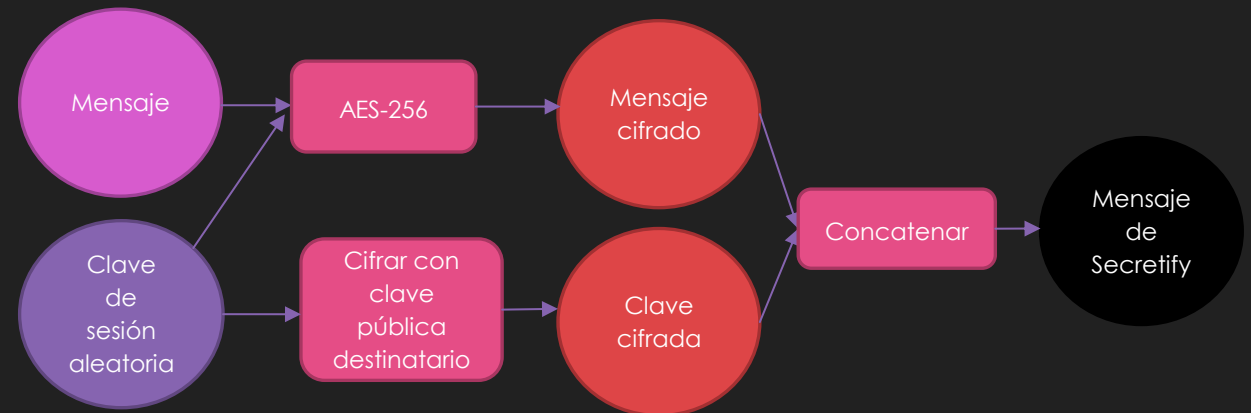 Mensaje
AES-256
Mensaje
cifrado
Clave
de
sesión
aleatoria
Cifrar con
clave
pública
destinatario
Clave
cifrada
Concatenar
Mensaje
de
Secretify